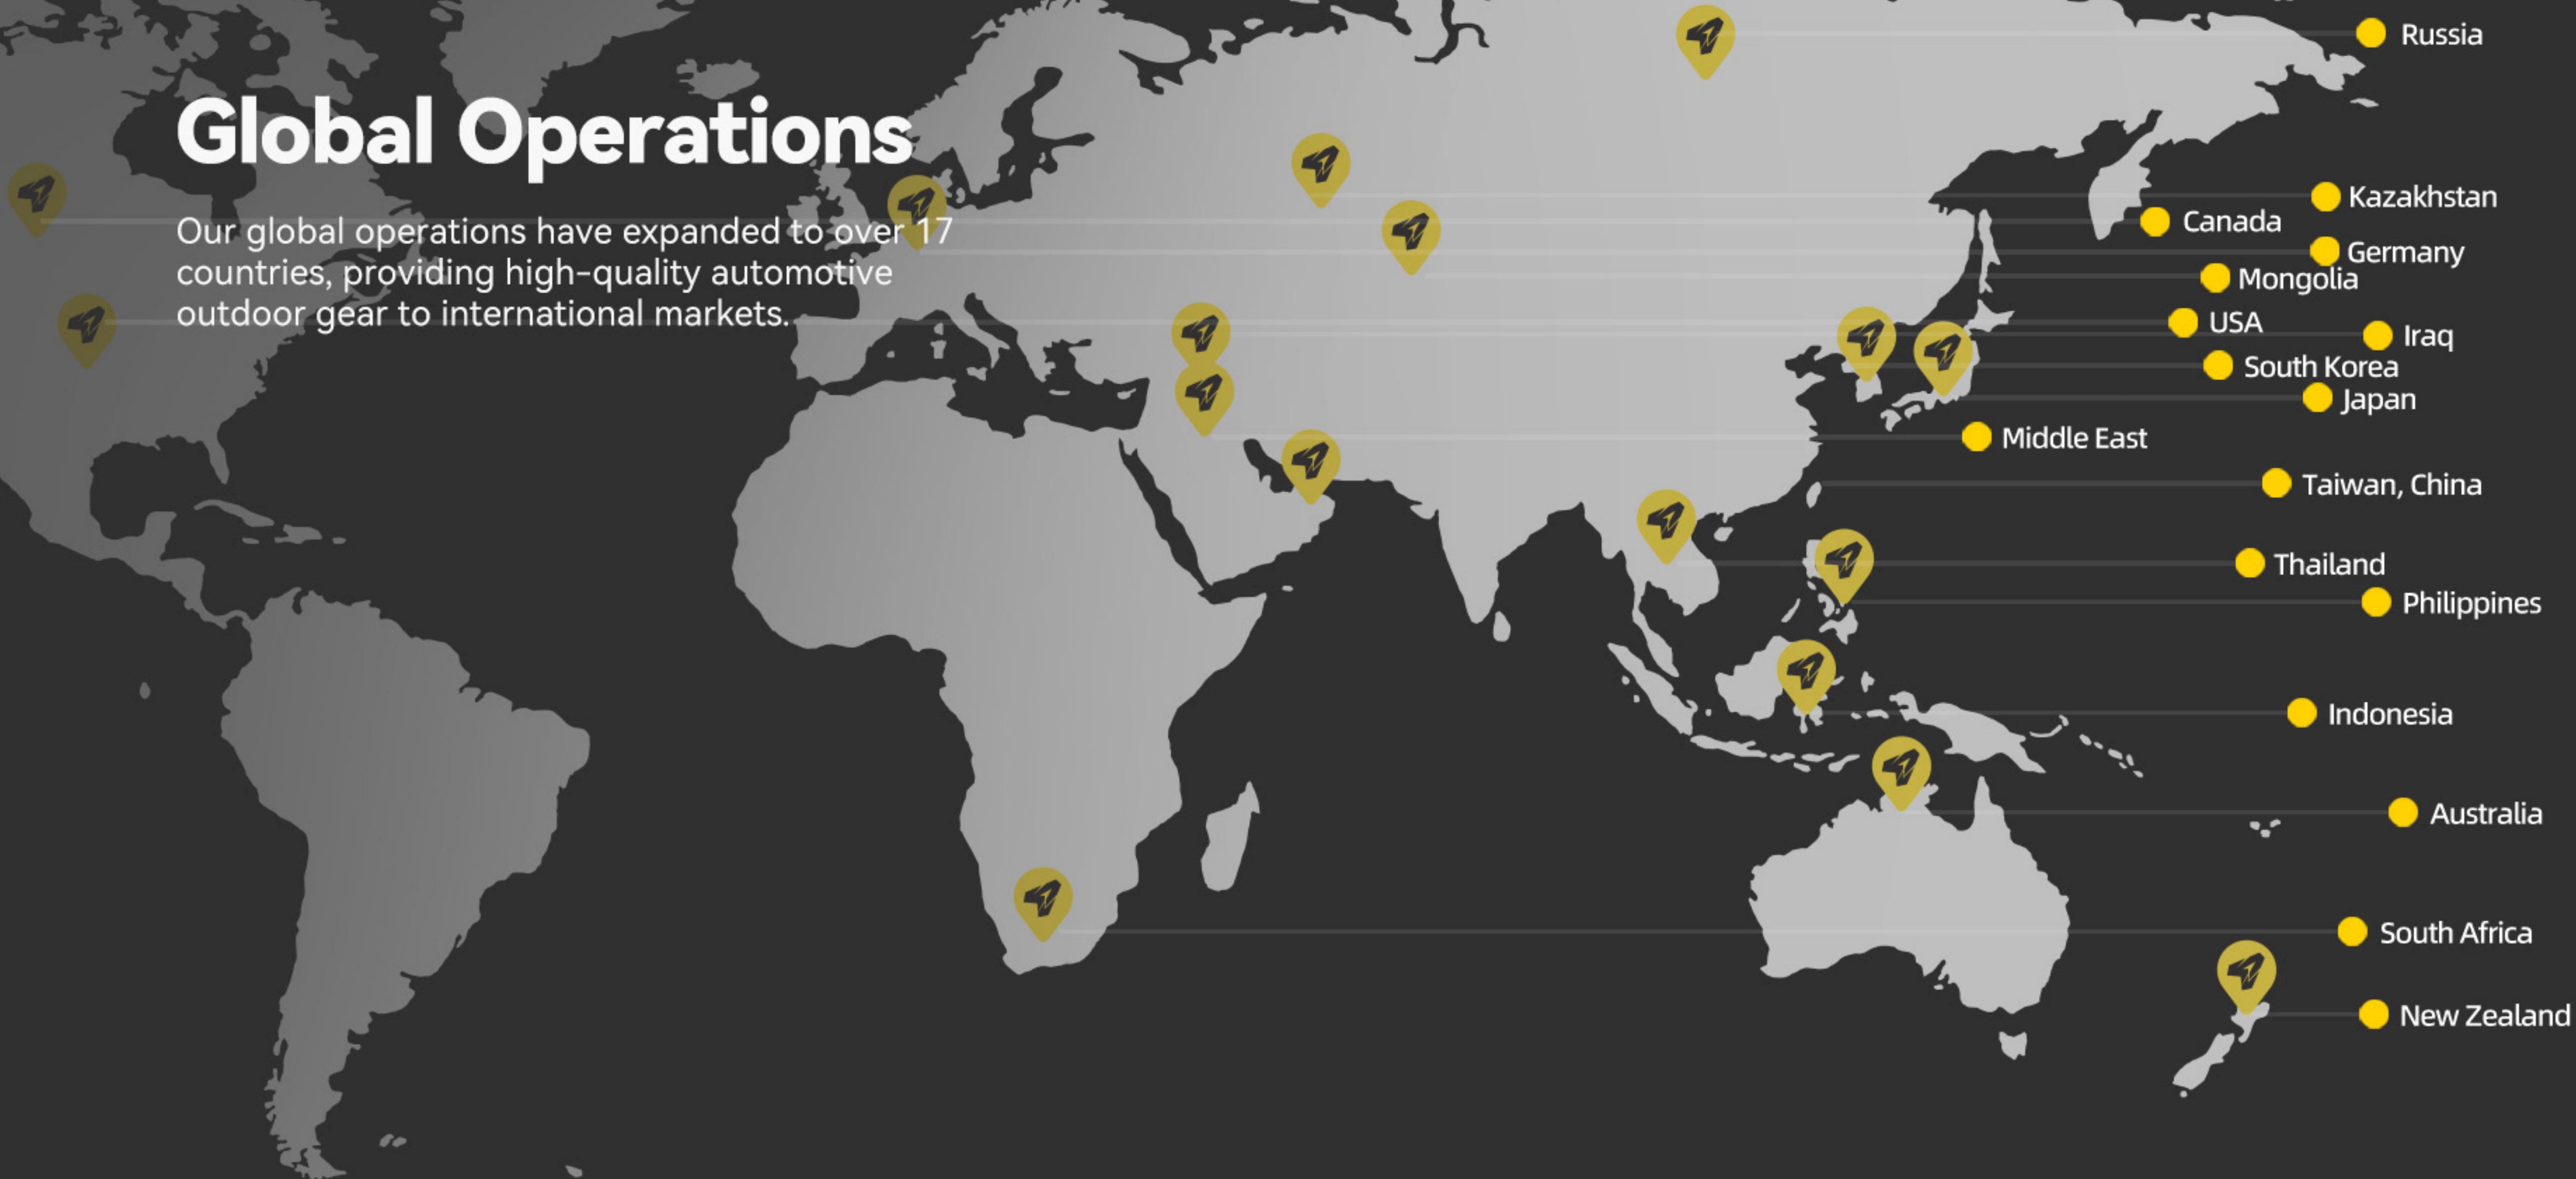 Global Operations
Our global operations have expanded to over 17
countries, providing high-quality automotive
outdoor gear to international markets.
Russia
Kazakhstan
Canada
Germany
Mongolia
USA
Iraq
South Korea
Japan
Middle East
Taiwan, China
Thailand
Philippines
Indonesia
Australia
South Africa
New Zealand